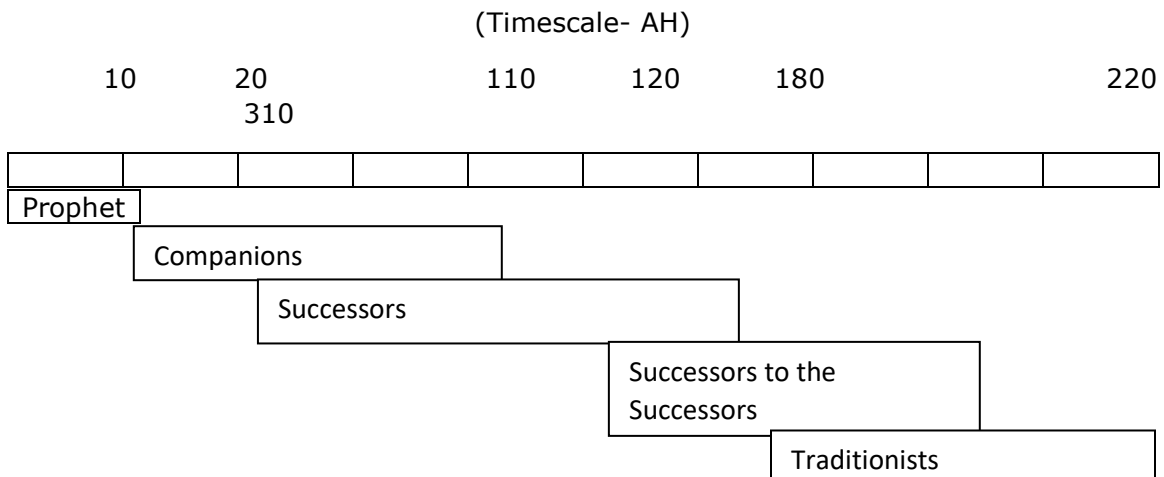 (Timescale- AH)
10 20 110 120 180 220
310
Prophet
Companions
Successors
Successors to the
Successors
Traditionists